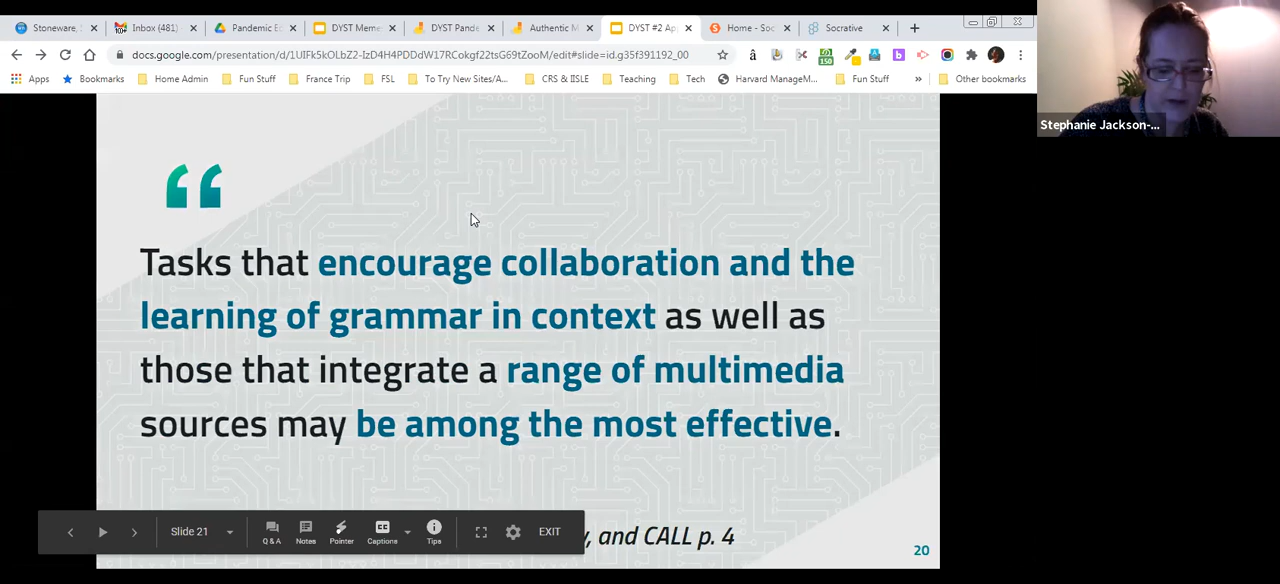 Stoneware,
Inbox (481)
Pandemic E
DYST Meme
DYST Pand
Authentic M
DYST #2 Ap
Home - Soc
Socrative
docs.google.com/presentation/d/1UIFk5kOLbZ2-IzD4H4PDDdW17RCokgf22tsG69tZooM/edit#slide=id.g35f391192_00
150
Apps
Bookmarks
Home Admin
Fun Stuff
France Trip
FSL
To Try New Sites/A...
CRS & ISLE
Teaching
Tech
Harvard ManageM...
Fun Stuff
»
Other bookmarks
Stephanie Jackson-...
“
Tasks that encourage collaboration and the
learning of grammar in context as well as
those that integrate a range of multimedia
sources may be among the most effective.
, and CALL p. 4
20
Slide 21
Q & A
Notes
Pointer
CC
Captions
Tips
EXIT